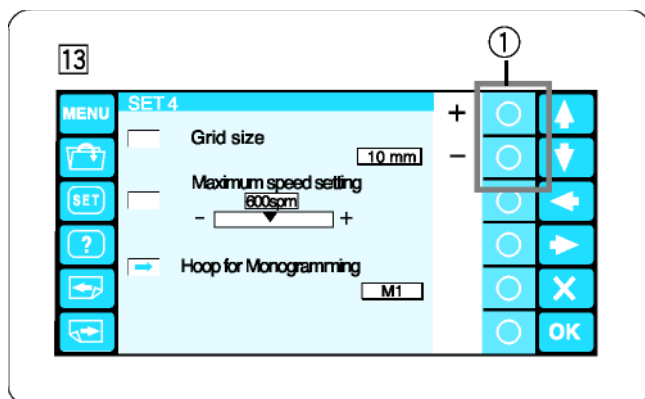 ①
13
MENU
SET 4
+
Grid size
10 mm
−
SET
Maximum speed setting
600spm
− +
?
Hoop for Monogramming
M1
X
OK